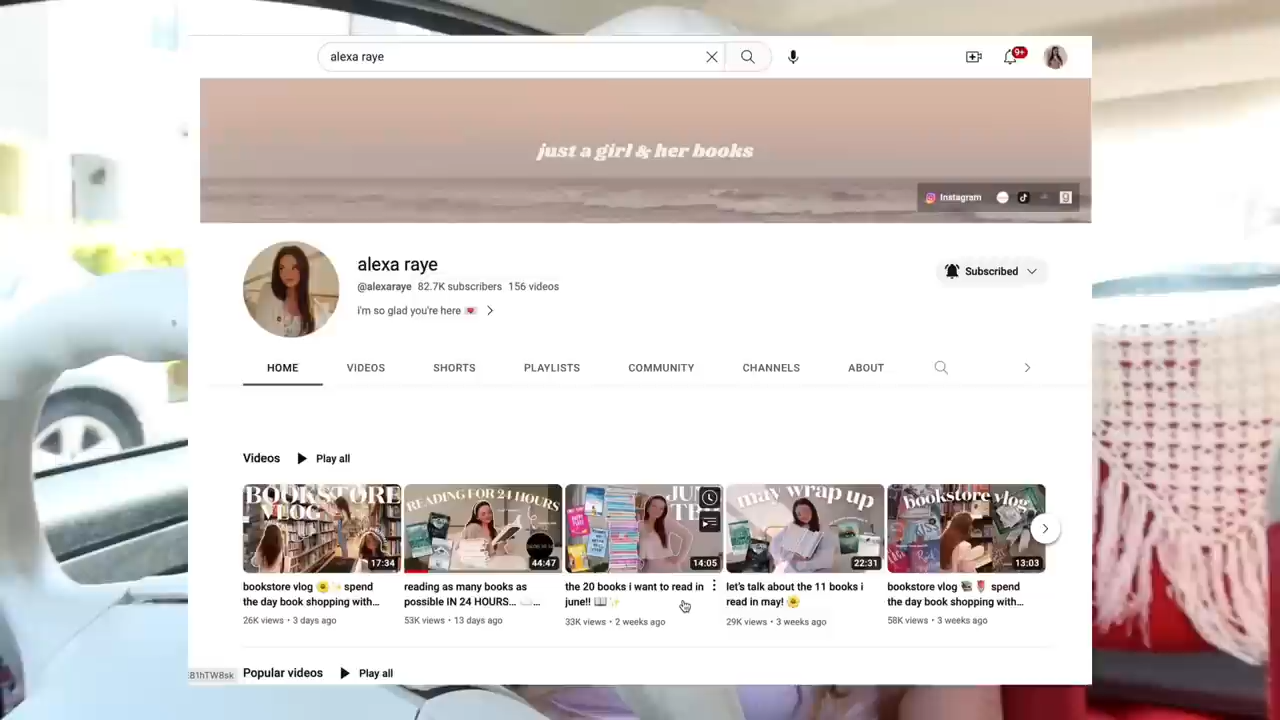 alexa raye
9+
just a girl & her books
Instagram
alexa raye
@alexaraye 82.7K subscribers 156 videos
i'm so glad you're here
Subscribed
HOME VIDEOS SHORTS PLAYLISTS COMMUNITY CHANNELS ABOUT
Videos Play all
BOOKSTORE
VLOG
17:34
READING FOR 24 HOURS
44:47
JUN
TB
14:05
may wrap up
22:31
bookstore vlog
13:03
bookstore vlog spend
the day book shopping with...
26K views • 3 days ago
reading as many books as
possible IN 24 HOURS... ...
53K views • 13 days ago
the 20 books i want to read in
june!!
33K views • 2 weeks ago
let's talk about the 11 books i
read in may!
29K views • 3 weeks ago
bookstore vlog spend
the day book shopping with...
58K views • 3 weeks ago
81hTW8sk
Popular videos Play all